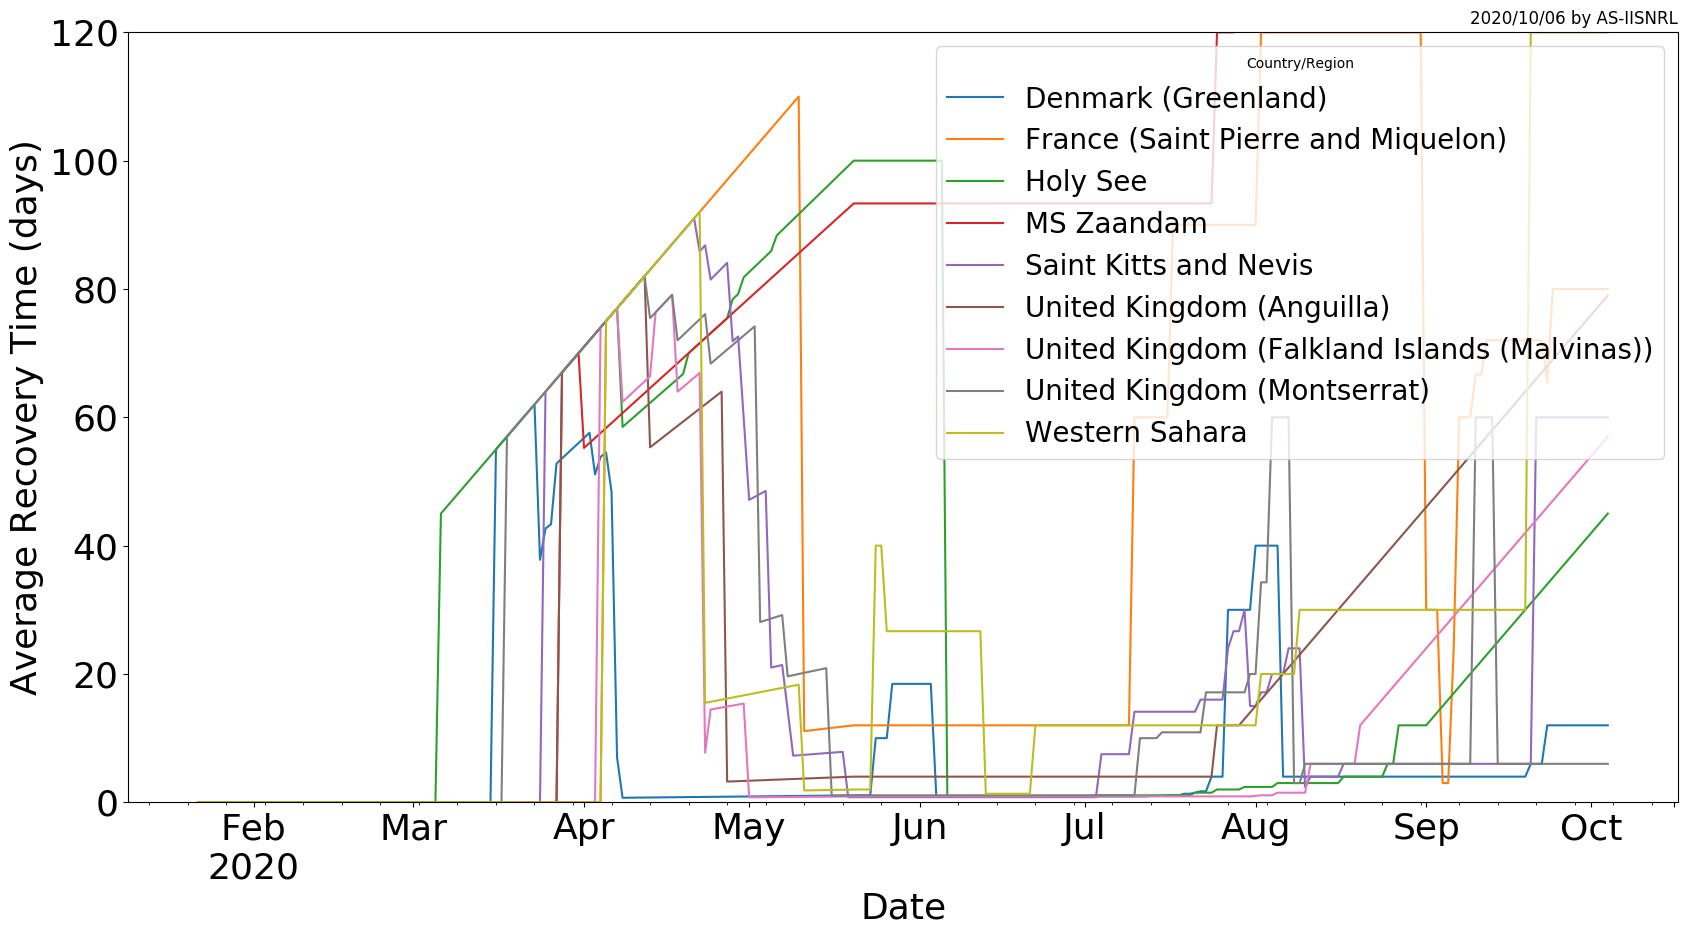 2020/10/06 by AS-IISNRL
Average Recovery Time (days)
120
100
80
60
40
20
0
Country/Region
Denmark (Greenland)
France (Saint Pierre and Miquelon)
Holy See
MS Zaandam
Saint Kitts and Nevis
United Kingdom (Anguilla)
United Kingdom (Falkland Islands (Malvinas))
United Kingdom (Montserrat)
Western Sahara
Feb Mar Apr May Jun Jul Aug Sep Oct
2020
Date